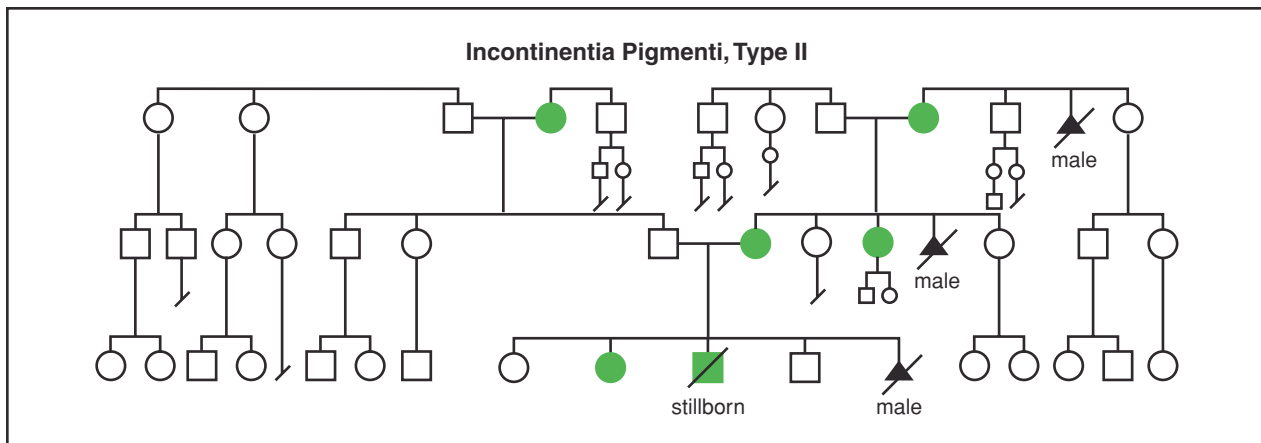 Incontinentia Pigmenti, Type II
male
male
stillborn
male